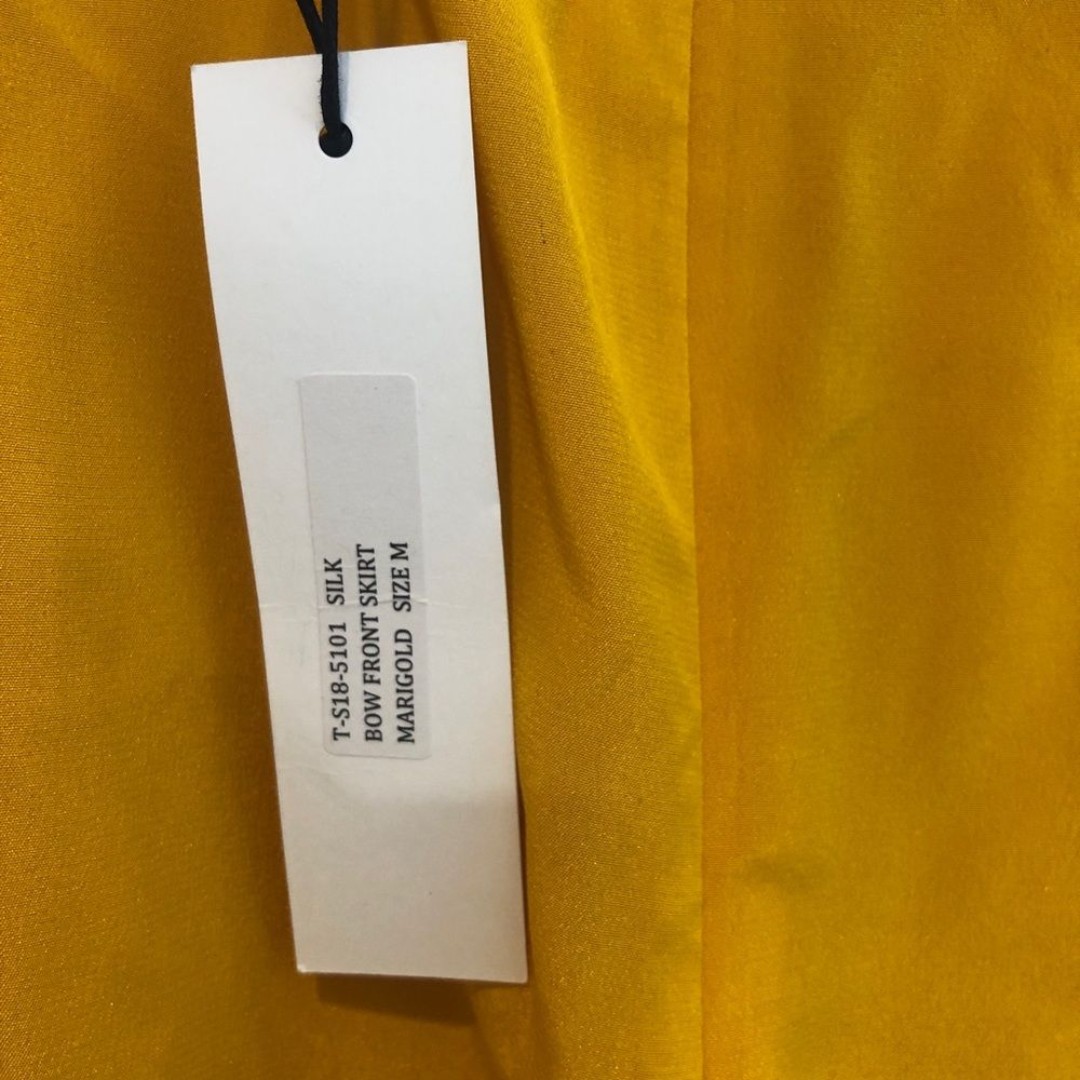 T-S18-5101 SILK
BOW FRONT SKIRT
MARIGOLD SIZE M